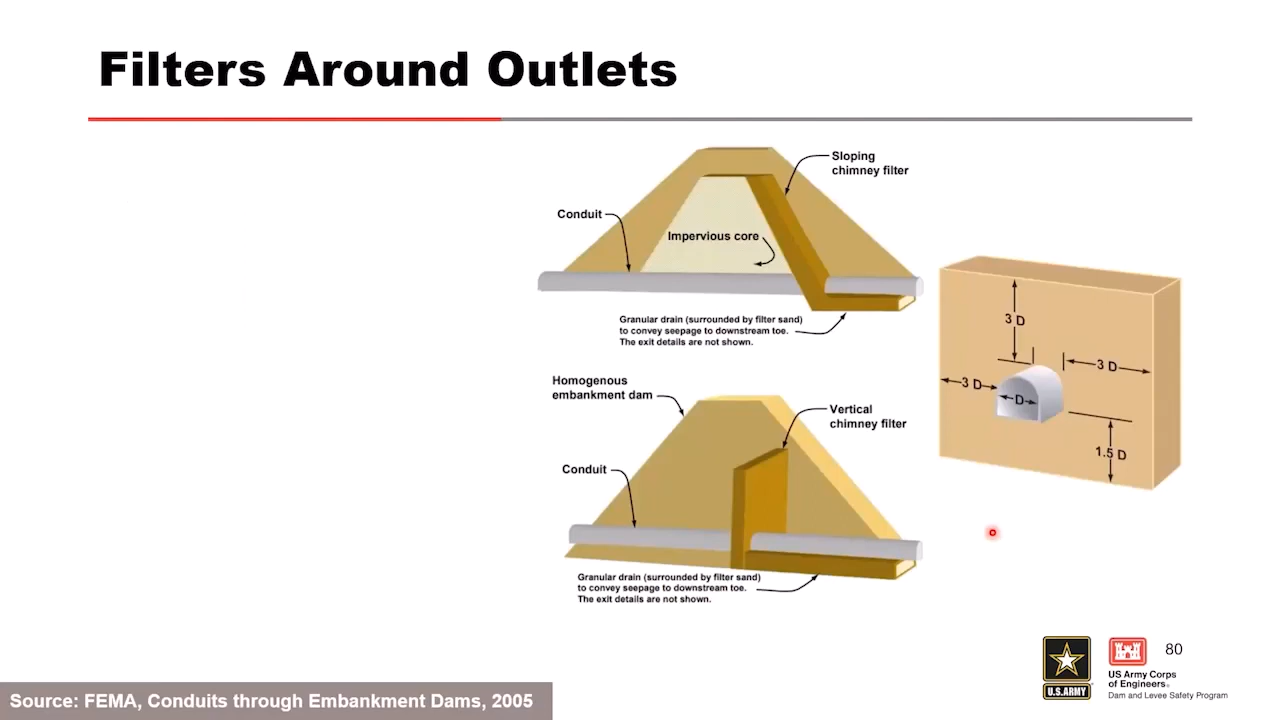 Filters Around Outlets
Sloping
chimney filter
Conduit
Impervious core
Granular drain (surrounded by filter sand)
to convey seepage to downstream toe.
The exit details are not shown.
3 D
3 D
3 D
D
1.5 D
Homogenous
embankment dam
Vertical
chimney filter
Conduit
Granular drain (surrounded by filter sand)
to convey seepage to downstream toe.
The exit details are not shown.
U.S.ARMY
US Army Corps
of Engineers®
Dam and Levee Safety Program
80
Source: FEMA, Conduits through Embankment Dams, 2005